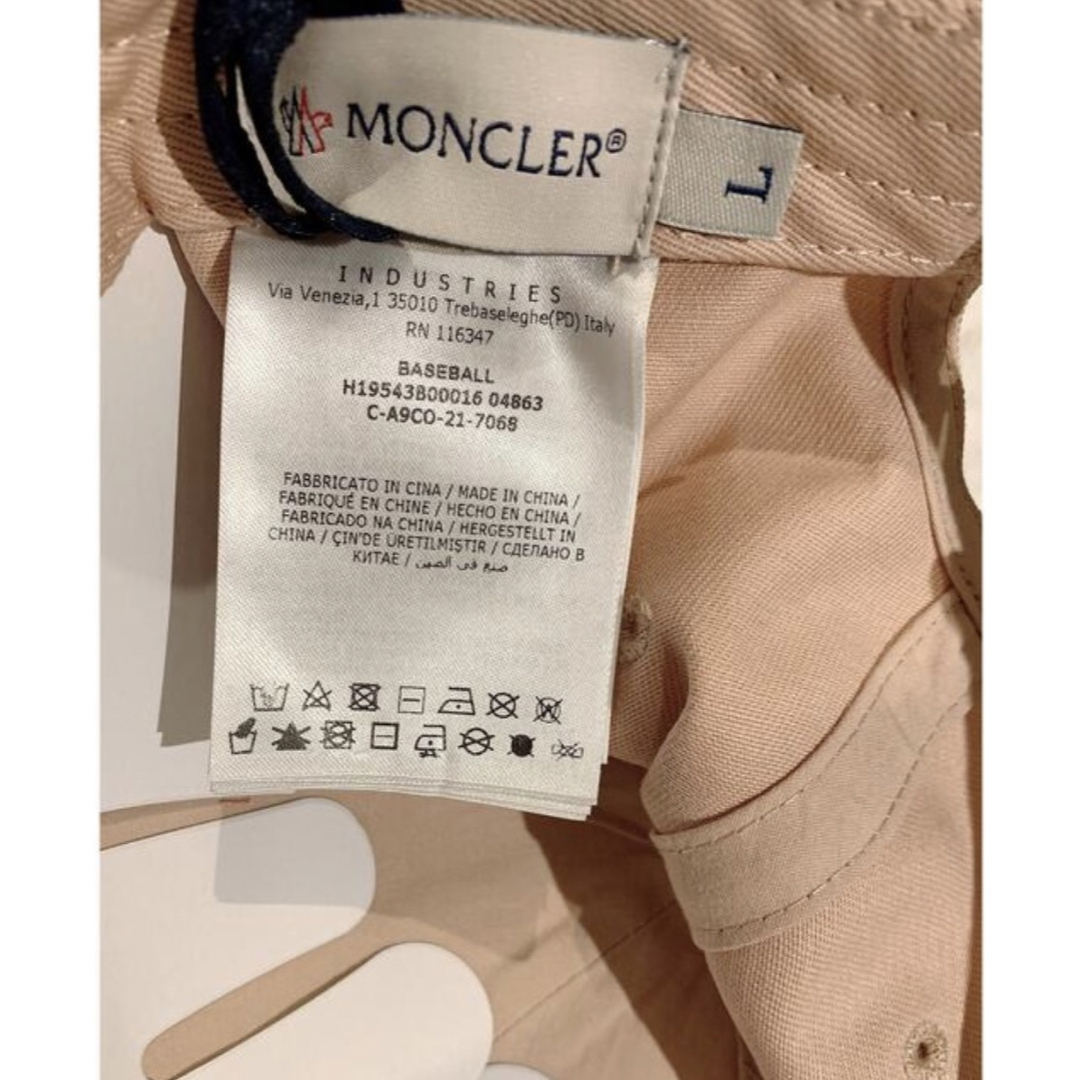 MONCLER®
L
INDUSTRIES
Via Venezia,1 35010 Trebaseleghe(PD) Italy
RN 116347
BASEBALL
H19543B00016 04863
C-A9CO-21-7068
FABBRICATO IN CINA / MADE IN CHINA /
FABRIQUÉ EN CHINE / HECHO EN CHINA /
FABRICADO NA CHINA / HERGESTELLT IN
CHINA / ÇIN'DE ÜRETILMIŞTIR / СДЕЛАНО В
КИТАЕ / صنع في الصين